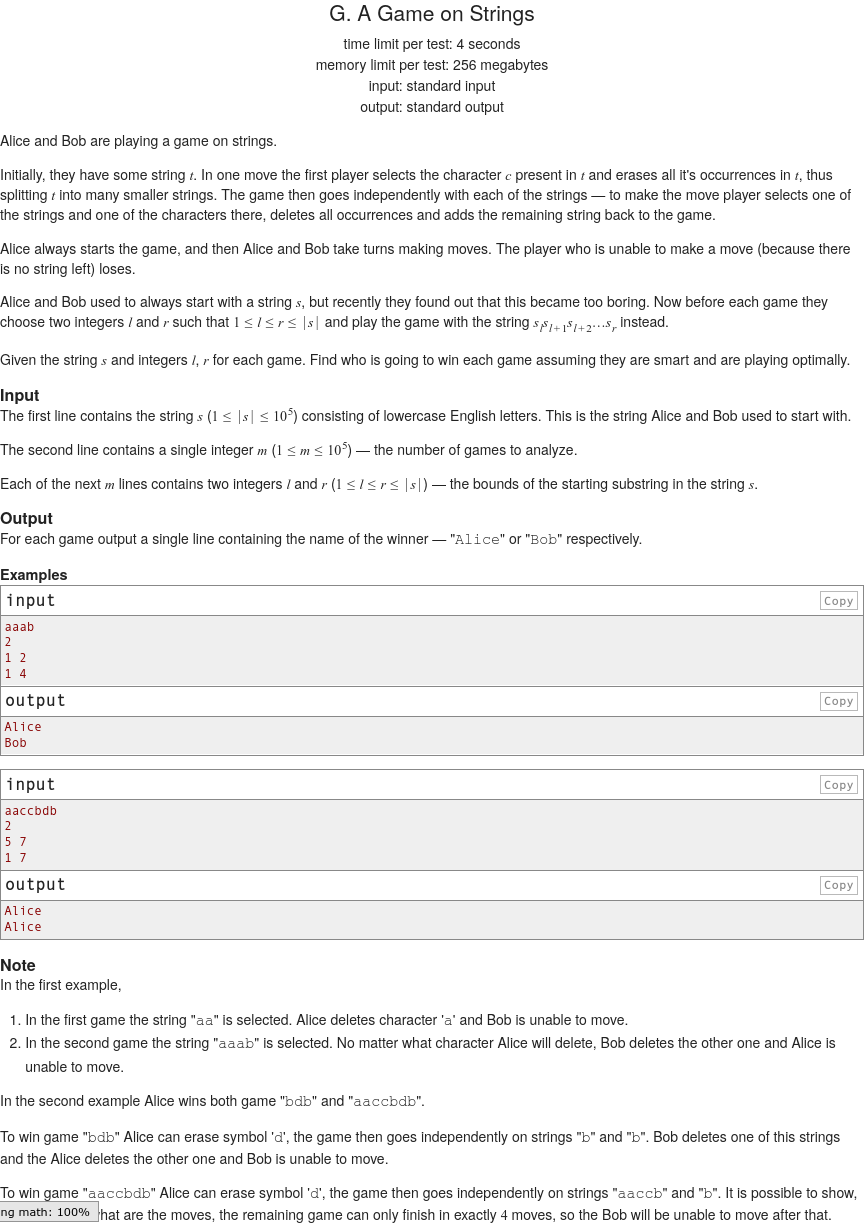 G. A Game on Strings
time limit per test: 4 seconds
memory limit per test: 256 megabytes
input: standard input
output: standard output
Alice and Bob are playing a game on strings.
Initially, they have some string t. In one move the first player selects the character c present in t and erases all it's occurrences in t, thus
splitting t into many smaller strings. The game then goes independently with each of the strings — to make the move player selects one of
the strings and one of the characters there, deletes all occurrences and adds the remaining string back to the game.
Alice always starts the game, and then Alice and Bob take turns making moves. The player who is unable to make a move (because there
is no string left) loses.
Alice and Bob used to always start with a string s, but recently they found out that this became too boring. Now before each game they
choose two integers l and r such that 1 ≤ l ≤ r ≤ |s| and play the game with the string s_l s_{l+1} s_{l+2} … s_r instead.
Given the string s and integers l, r for each game. Find who is going to win each game assuming they are smart and are playing optimally.
Input
The first line contains the string s (1 ≤ |s| ≤ 10^5) consisting of lowercase English letters. This is the string Alice and Bob used to start with.
The second line contains a single integer m (1 ≤ m ≤ 10^5) — the number of games to analyze.
Each of the next m lines contains two integers l and r (1 ≤ l ≤ r ≤ |s|) — the bounds of the starting substring in the string s.
Output
For each game output a single line containing the name of the winner — "Alice" or "Bob" respectively.
Examples
input Copy
aaab
2
1 2
1 4
output Copy
Alice
Bob
input Copy
aaccbdb
2
5 7
1 7
output Copy
Alice
Alice
Note
In the first example,
1. In the first game the string "aa" is selected. Alice deletes character 'a' and Bob is unable to move.
2. In the second game the string "aaab" is selected. No matter what character Alice will delete, Bob deletes the other one and Alice is
unable to move.
In the second example Alice wins both game "bdb" and "aaccbdb".
To win game "bdb" Alice can erase symbol 'd', the game then goes independently on strings "b" and "b". Bob deletes one of this strings
and the Alice deletes the other one and Bob is unable to move.
To win game "aaccbdb" Alice can erase symbol 'd', the game then goes independently on strings "aaccb" and "b". It is possible to show,
ng math: 100% hat are the moves, the remaining game can only finish in exactly 4 moves, so the Bob will be unable to move after that.